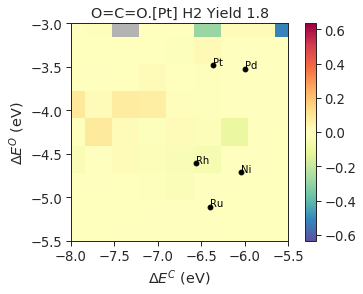 O=C=O.[Pt] H2 Yield 1.8
ΔE^O (eV)
−3.0
−3.5
−4.0
−4.5
−5.0
−5.5
Pt
Pd
Rh
Ni
Ru
−8.0 −7.5 −7.0 −6.5 −6.0 −5.5
ΔE^C (eV)
0.6
0.4
0.2
0.0
−0.2
−0.4
−0.6